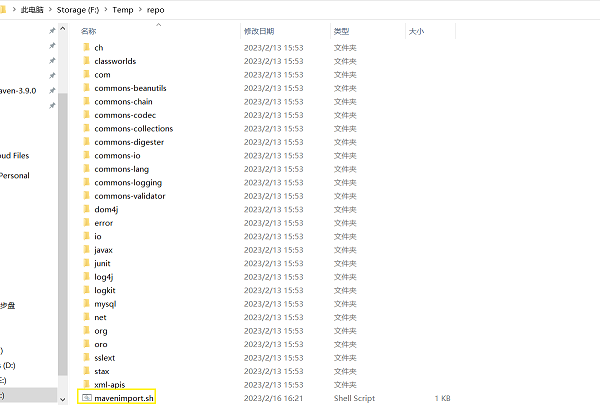 此电脑 > Storage (F:) > Temp > repo
名称 修改日期 类型 大小
ch 2023/2/13 15:53 文件夹
classworlds 2023/2/13 15:53 文件夹
com 2023/2/13 15:53 文件夹
aven-3.9.0 commons-beanutils 2023/2/13 15:53 文件夹
commons-chain 2023/2/13 15:53 文件夹
commons-codec 2023/2/13 15:53 文件夹
commons-collections 2023/2/13 15:53 文件夹
commons-digester 2023/2/13 15:53 文件夹
oud Files commons-io 2023/2/13 15:53 文件夹
commons-lang 2023/2/13 15:53 文件夹
Personal commons-logging 2023/2/13 15:53 文件夹
commons-validator 2023/2/13 15:53 文件夹
dom4j 2023/2/13 15:53 文件夹
error 2023/2/13 15:53 文件夹
io 2023/2/13 15:53 文件夹
javax 2023/2/13 15:53 文件夹
junit 2023/2/13 15:53 文件夹
log4j 2023/2/13 15:53 文件夹
logkit 2023/2/13 15:53 文件夹
步盘 mysql 2023/2/13 15:53 文件夹
net 2023/2/13 15:53 文件夹
org 2023/2/13 15:53 文件夹
oro 2023/2/13 15:53 文件夹
) sslext 2023/2/13 15:53 文件夹
(D:) stax 2023/2/13 15:53 文件夹
:) xml-apis 2023/2/13 15:53 文件夹
:) mavenimport.sh 2023/2/16 16:21 Shell Script 1 KB